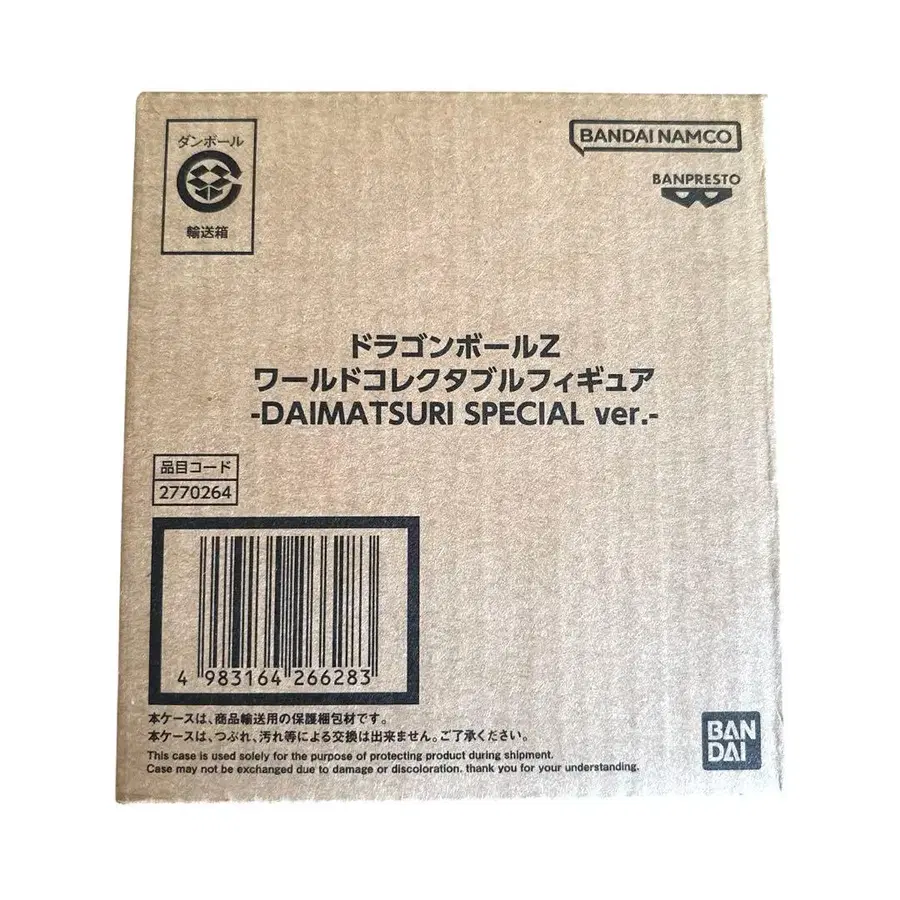 ダンボール
輸送箱
BANDAI NAMCO
BANPRESTO
ドラゴンボールZ
ワールドコレクタブルフィギュア
-DAIMATSURI SPECIAL ver.-
品目コード
2770264
4 983164 266283
本ケースは、商品輸送用の保護梱包材です。
本ケースは、つぶれ、汚れ等による交換は出来ません。ご了承ください。
This case is used solely for the purpose of protecting product during shipment.
Case may not be exchanged due to damage or discoloration. thank you for your understanding.
BAN
DAI